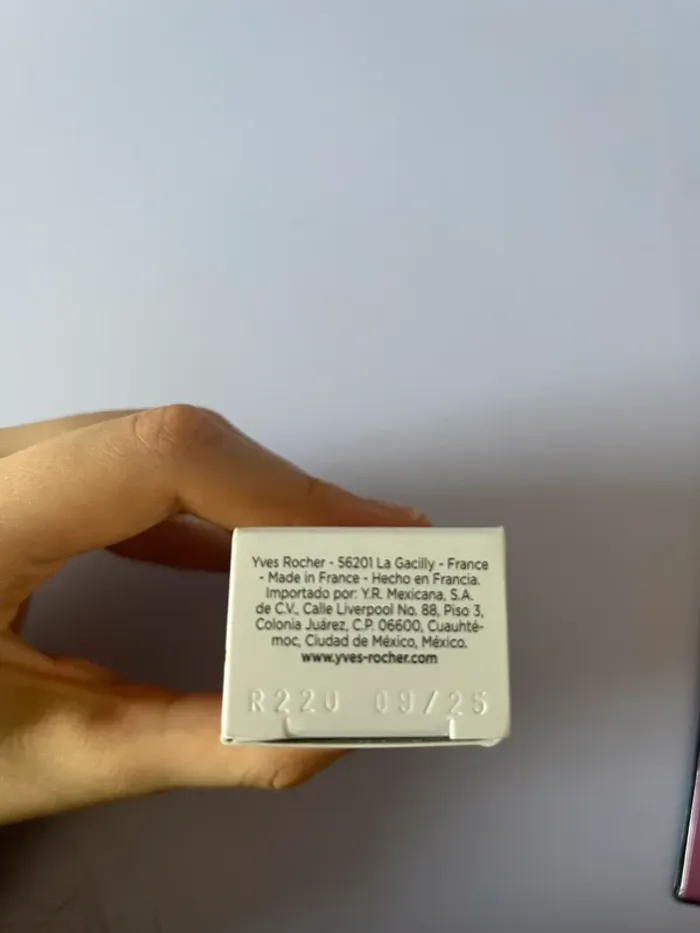 Yves Rocher - 56201 La Gacilly - France
- Made in France - Hecho en Francia.
Importado por: Y.R. Mexicana, S.A.
de C.V., Calle Liverpool No. 88, Piso 3,
Colonia Juárez, C.P. 06600, Cuauhté-
moc, Ciudad de México, México.
www.yves-rocher.com
R220 09/25